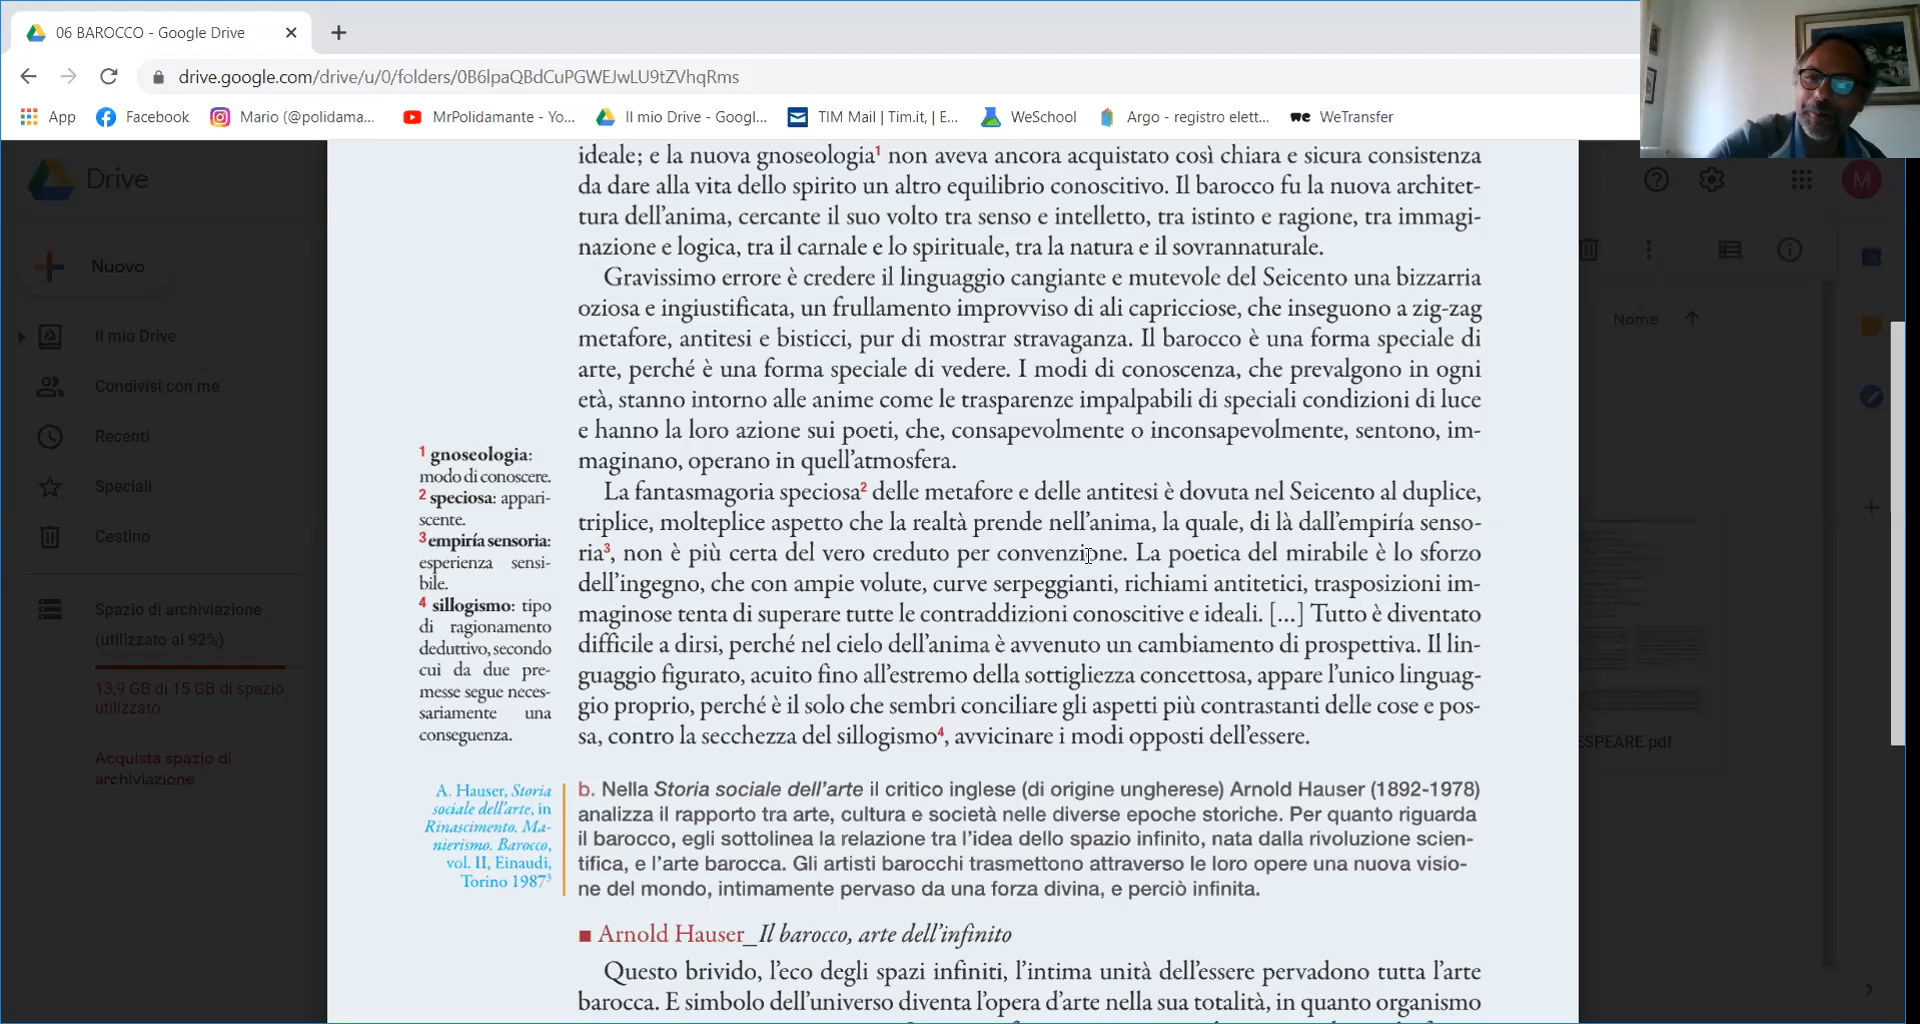 06 BAROCCO - Google Drive
drive.google.com/drive/u/0/folders/0B6lpaQBdCuPGWEJwLU9tZVhqRms
App Facebook Mario (@polidama... MrPolidamante - Yo... Il mio Drive - Googl... TIM Mail | Tim.it, | E... WeSchool Argo - registro elett... WeTransfer
Drive
M
Nuovo
Il mio Drive
Condivisi con me
Recenti
Speciali
Cestino
Spazio di archiviazione
(utilizzato al 92%)
13,9 GB di 15 GB di spazio
utilizzato
Acquista spazio di
archiviazione
Nome
ESPEARE.pdf
ideale; e la nuova gnoseologia¹ non aveva ancora acquistato così chiara e sicura consistenza
da dare alla vita dello spirito un altro equilibrio conoscitivo. Il barocco fu la nuova architet-
tura dell’anima, cercante il suo volto tra senso e intelletto, tra istinto e ragione, tra immagi-
nazione e logica, tra il carnale e lo spirituale, tra la natura e il sovrannaturale.
Gravissimo errore è credere il linguaggio cangiante e mutevole del Seicento una bizzarria
oziosa e ingiustificata, un frullamento improvviso di ali capricciose, che inseguono a zig-zag
metafore, antitesi e bisticci, pur di mostrar stravaganza. Il barocco è una forma speciale di
arte, perché è una forma speciale di vedere. I modi di conoscenza, che prevalgono in ogni
età, stanno intorno alle anime come le trasparenze impalpabili di speciali condizioni di luce
e hanno la loro azione sui poeti, che, consapevolmente o inconsapevolmente, sentono, im-
maginano, operano in quell’atmosfera.
La fantasmagoria speciosa² delle metafore e delle antitesi è dovuta nel Seicento al duplice,
triplice, molteplice aspetto che la realtà prende nell’anima, la quale, di là dall’empiría senso-
ria³, non è più certa del vero creduto per convenzione. La poetica del mirabile è lo sforzo
dell’ingegno, che con ampie volute, curve serpeggianti, richiami antitetici, trasposizioni im-
maginose tenta di superare tutte le contraddizioni conoscitive e ideali. [...] Tutto è diventato
difficile a dirsi, perché nel cielo dell’anima è avvenuto un cambiamento di prospettiva. Il lin-
guaggio figurato, acuito fino all’estremo della sottigliezza concettosa, appare l’unico linguag-
gio proprio, perché è il solo che sembri conciliare gli aspetti più contrastanti delle cose e pos-
sa, contro la secchezza del sillogismo⁴, avvicinare i modi opposti dell’essere.
¹ gnoseologia:
modo di conoscere.
² speciosa: appari-
scente.
³ empiría sensoria:
esperienza sensi-
bile.
⁴ sillogismo: tipo
di ragionamento
deduttivo, secondo
cui da due pre-
messe segue neces-
sariamente una
conseguenza.
A. Hauser, Storia
sociale dell’arte, in
Rinascimento. Ma-
nierismo. Barocco,
vol. II, Einaudi,
Torino 1987³
b. Nella Storia sociale dell’arte il critico inglese (di origine ungherese) Arnold Hauser (1892-1978)
analizza il rapporto tra arte, cultura e società nelle diverse epoche storiche. Per quanto riguarda
il barocco, egli sottolinea la relazione tra l’idea dello spazio infinito, nata dalla rivoluzione scien-
tifica, e l’arte barocca. Gli artisti barocchi trasmettono attraverso le loro opere una nuova visio-
ne del mondo, intimamente pervaso da una forza divina, e perciò infinita.
■ Arnold Hauser_Il barocco, arte dell’infinito
Questo brivido, l’eco degli spazi infiniti, l’intima unità dell’essere pervadono tutta l’arte
barocca. E simbolo dell’universo diventa l’opera d’arte nella sua totalità, in quanto organismo